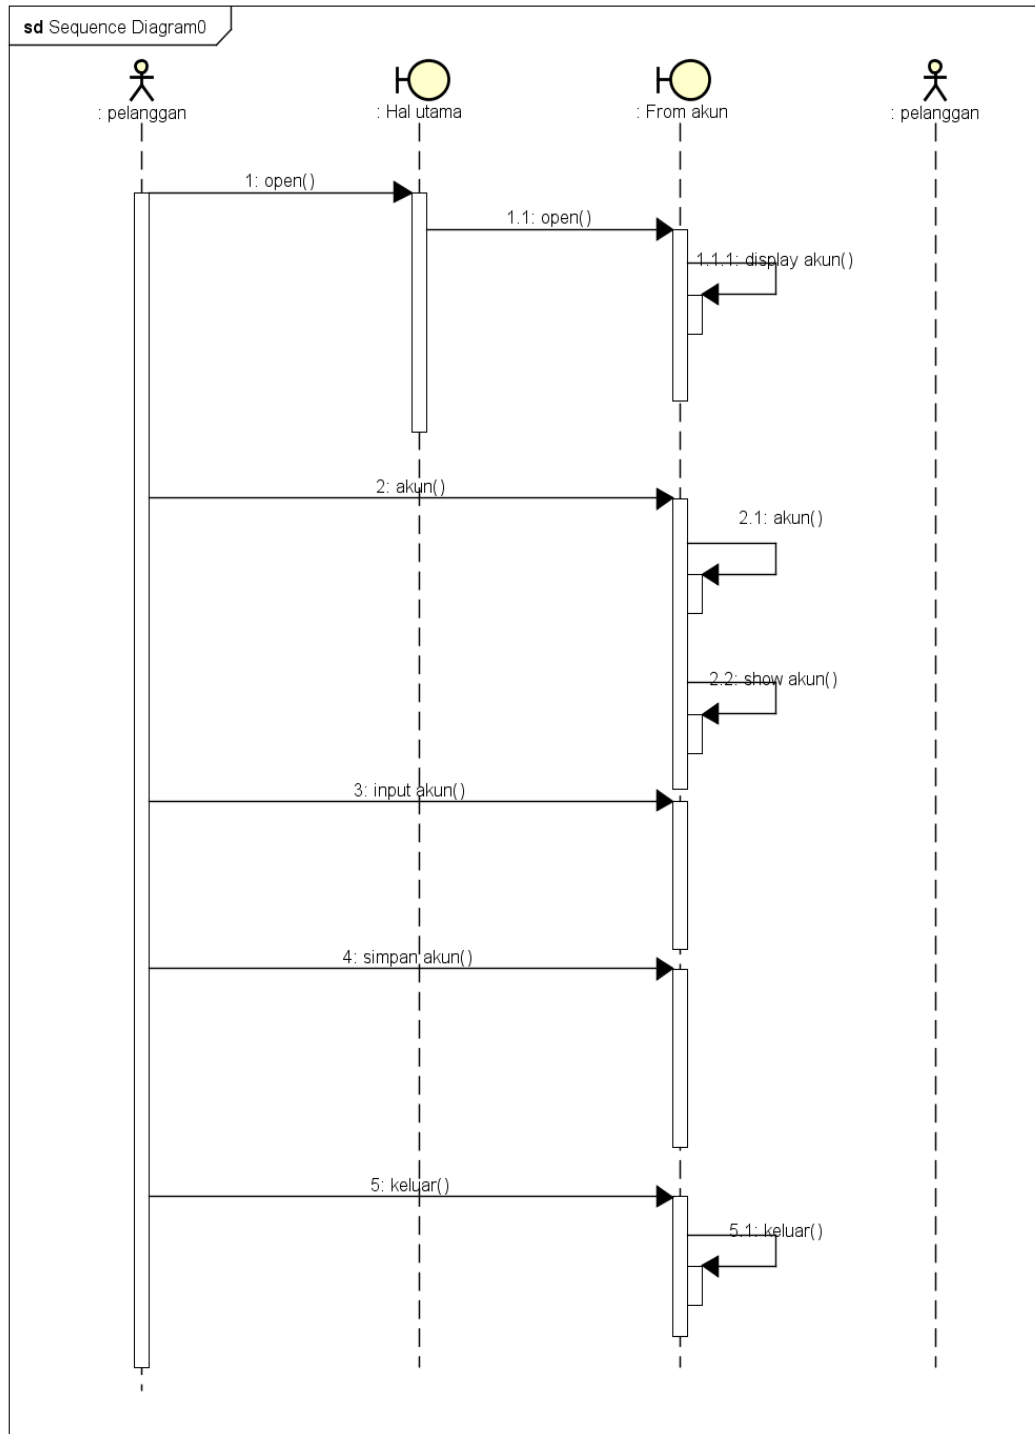 sd Sequence Diagram0
: pelanggan
: Hal utama
: From akun
: pelanggan
1: open()
1.1: open()
1.1.1: display akun()
2: akun()
2.1: akun()
2.2: show akun()
3: input akun()
4: simpan akun()
5: keluar()
5.1: keluar()